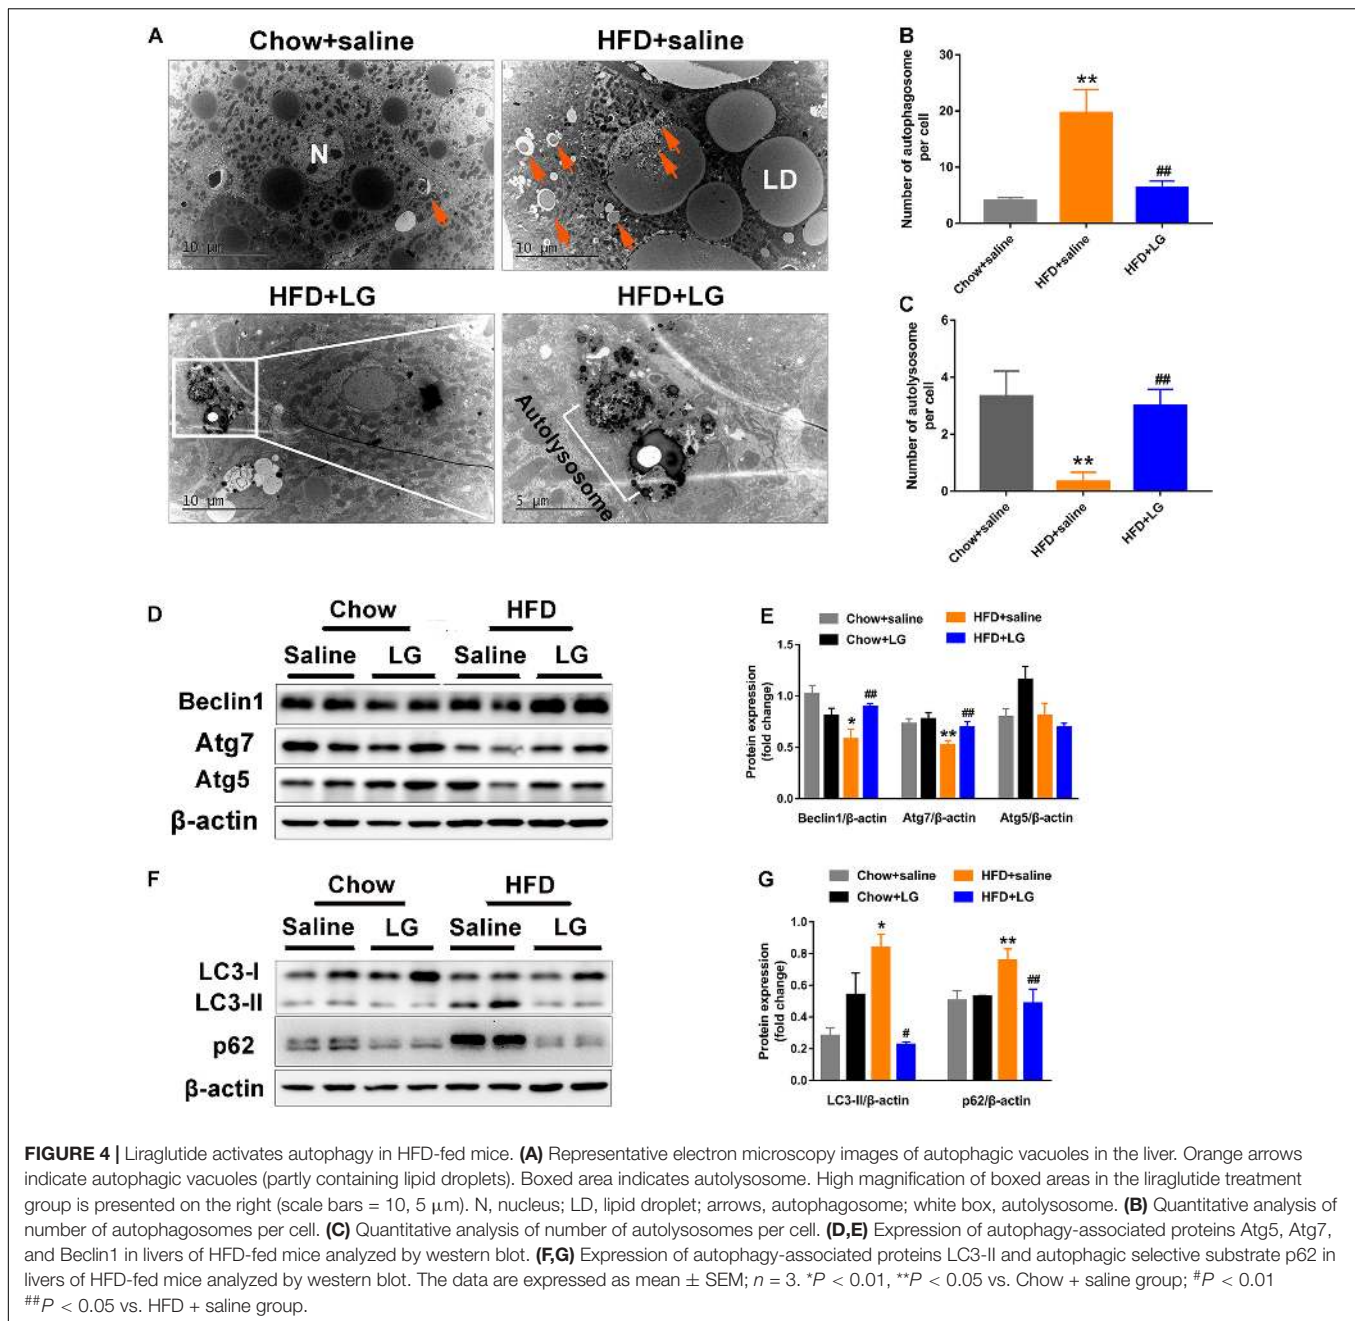 A
Chow+saline
HFD+saline
N
10 μm
LD
10 μm
HFD+LG
HFD+LG
10 μm
Autolysosome
5 μm
B
Number of autophagosome
per cell
30
20
10
0
**
##
Chow+saline
HFD+saline
HFD+LG
C
Number of autolysosome
per cell
6
4
2
0
**
##
Chow+saline
HFD+saline
HFD+LG
D
Chow HFD
Saline LG Saline LG
Beclin1
Atg7
Atg5
β-actin
E
Chow+saline HFD+saline
Chow+LG HFD+LG
Protein expression
(fold change)
1.5
1.0
0.5
0.0
* ##
** ##
Beclin1/β-actin Atg7/β-actin Atg5/β-actin
F
Chow HFD
Saline LG Saline LG
LC3-I
LC3-II
p62
β-actin
G
Chow+saline HFD+saline
Chow+LG HFD+LG
Protein expression
(fold change)
1.0
0.8
0.6
0.4
0.2
0.0
* #
** ##
LC3-II/β-actin p62/β-actin
FIGURE 4 | Liraglutide activates autophagy in HFD-fed mice. (A) Representative electron microscopy images of autophagic vacuoles in the liver. Orange arrows
indicate autophagic vacuoles (partly containing lipid droplets). Boxed area indicates autolysosome. High magnification of boxed areas in the liraglutide treatment
group is presented on the right (scale bars = 10, 5 μm). N, nucleus; LD, lipid droplet; arrows, autophagosome; white box, autolysosome. (B) Quantitative analysis of
number of autophagosomes per cell. (C) Quantitative analysis of number of autolysosomes per cell. (D,E) Expression of autophagy-associated proteins Atg5, Atg7,
and Beclin1 in livers of HFD-fed mice analyzed by western blot. (F,G) Expression of autophagy-associated proteins LC3-II and autophagic selective substrate p62 in
livers of HFD-fed mice analyzed by western blot. The data are expressed as mean ± SEM; n = 3. *P < 0.01, **P < 0.05 vs. Chow + saline group; #P < 0.01
##P < 0.05 vs. HFD + saline group.